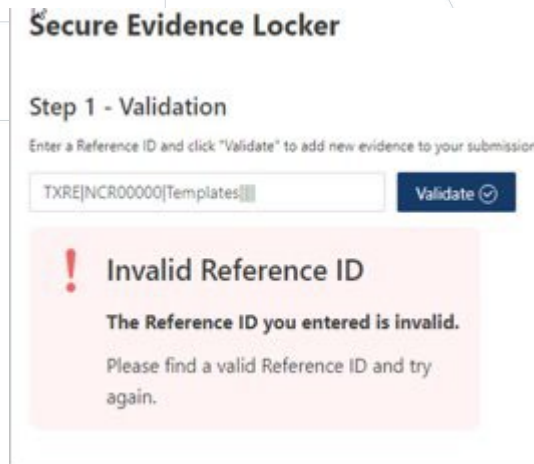 Secure Evidence Locker
Step 1 - Validation
Enter a Reference ID and click "Validate" to add new evidence to your submission
TXRE|NCR00000|Templates||||
Validate
Invalid Reference ID
The Reference ID you entered is invalid.
Please find a valid Reference ID and try
again.